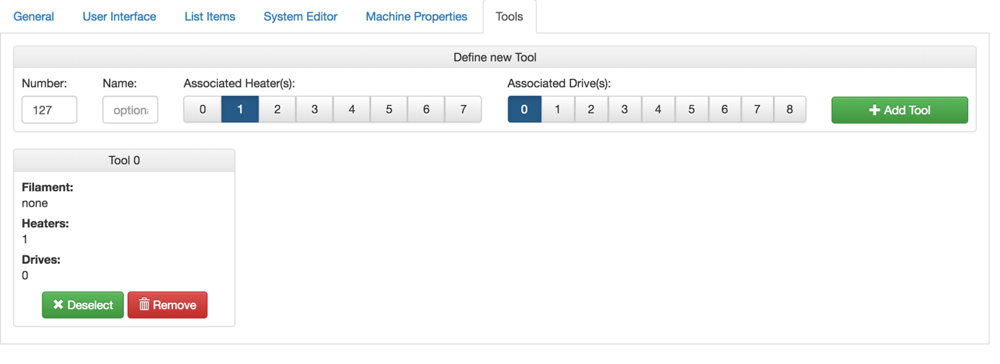 General User Interface List Items System Editor Machine Properties Tools
Define new Tool
Number: Name: Associated Heater(s): Associated Drive(s):
127 optiona 0 1 2 3 4 5 6 7 0 1 2 3 4 5 6 7 8 Add Tool
Tool 0
Filament:
none
Heaters:
1
Drives:
0
Deselect Remove